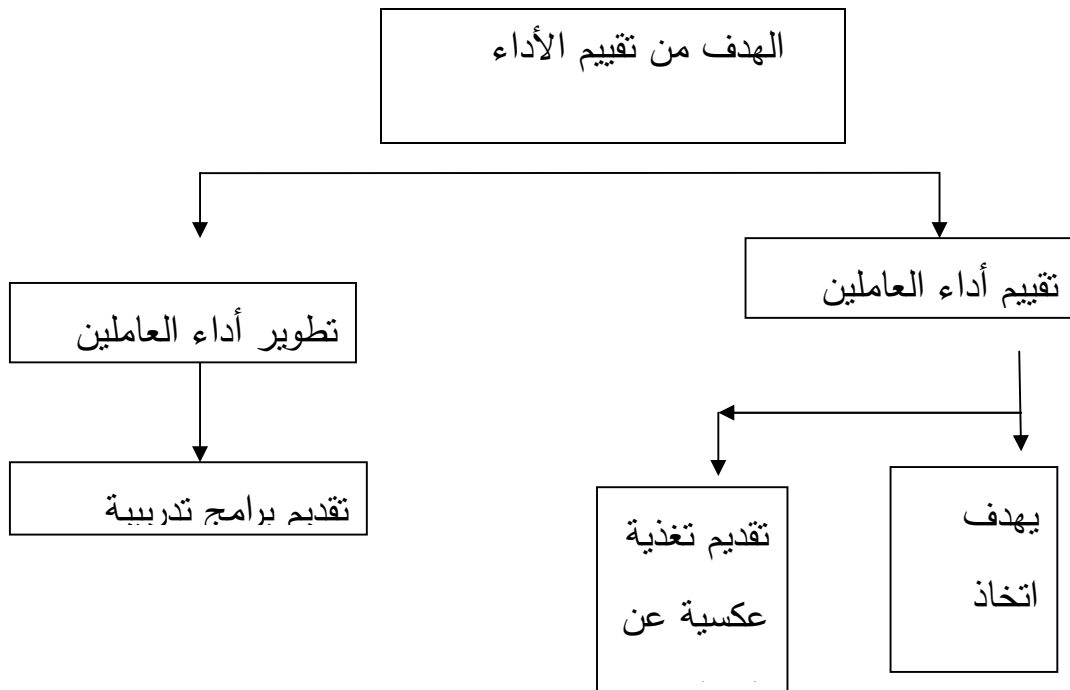 الهدف من تقييم الأداء
تقييم أداء العاملين
تطوير أداء العاملين
يهدف
اتخاذ
تقديم تغذية
عكسية عن
تقديم برامج تدريبية